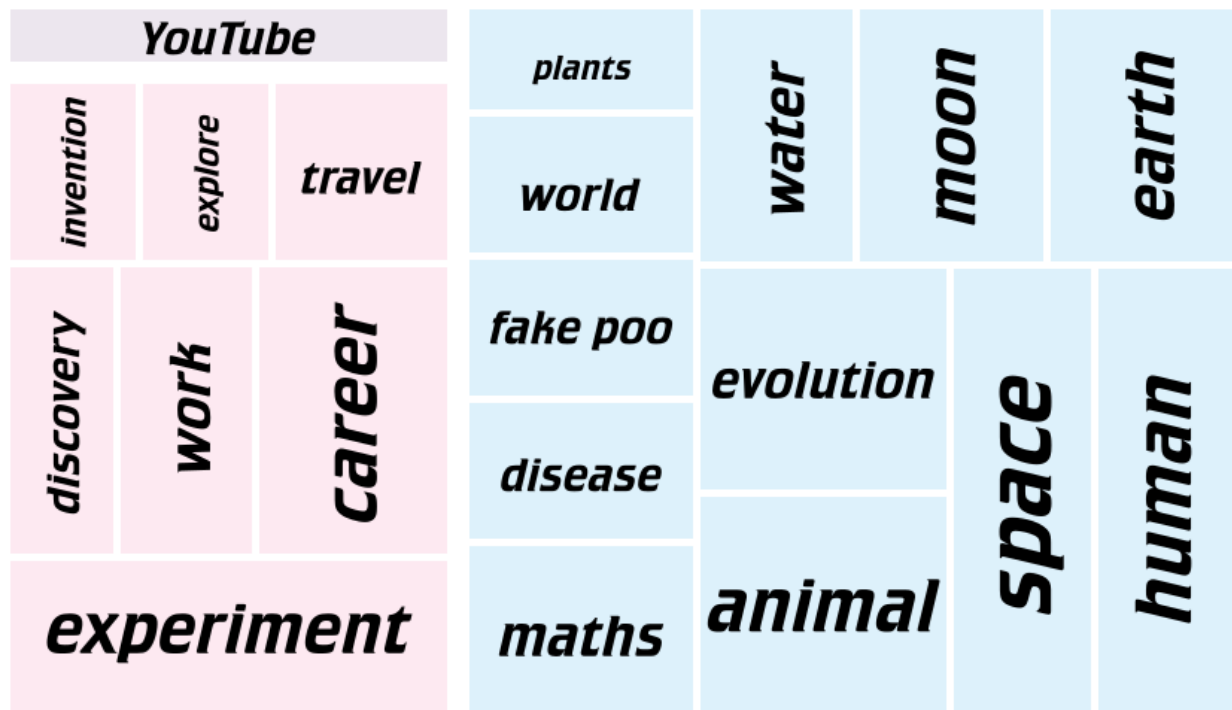 YouTube
invention
explore
travel
discovery
work
career
experiment
plants
world
fake poo
disease
maths
water
moon
earth
evolution
animal
space
human